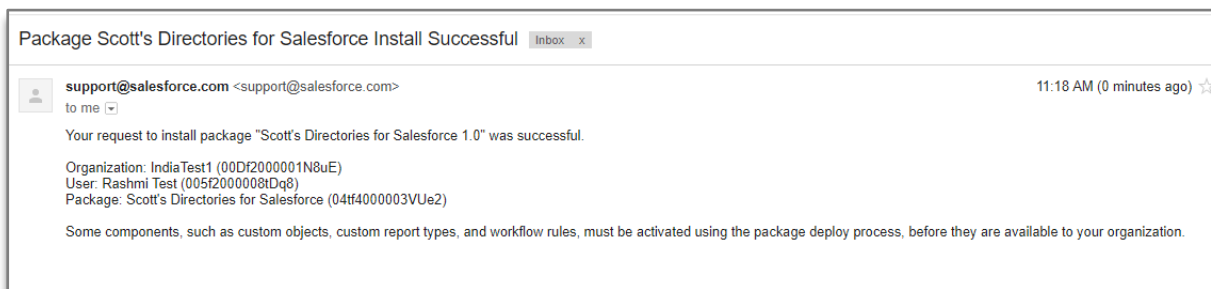 Package Scott's Directories for Salesforce Install Successful Inbox x
support@salesforce.com <support@salesforce.com> 11:18 AM (0 minutes ago)
to me
Your request to install package "Scott's Directories for Salesforce 1.0" was successful.
Organization: IndiaTest1 (00Df2000001N8uE)
User: Rashmi Test (005f2000008tDq8)
Package: Scott's Directories for Salesforce (04tf4000003VUe2)
Some components, such as custom objects, custom report types, and workflow rules, must be activated using the package deploy process, before they are available to your organization.